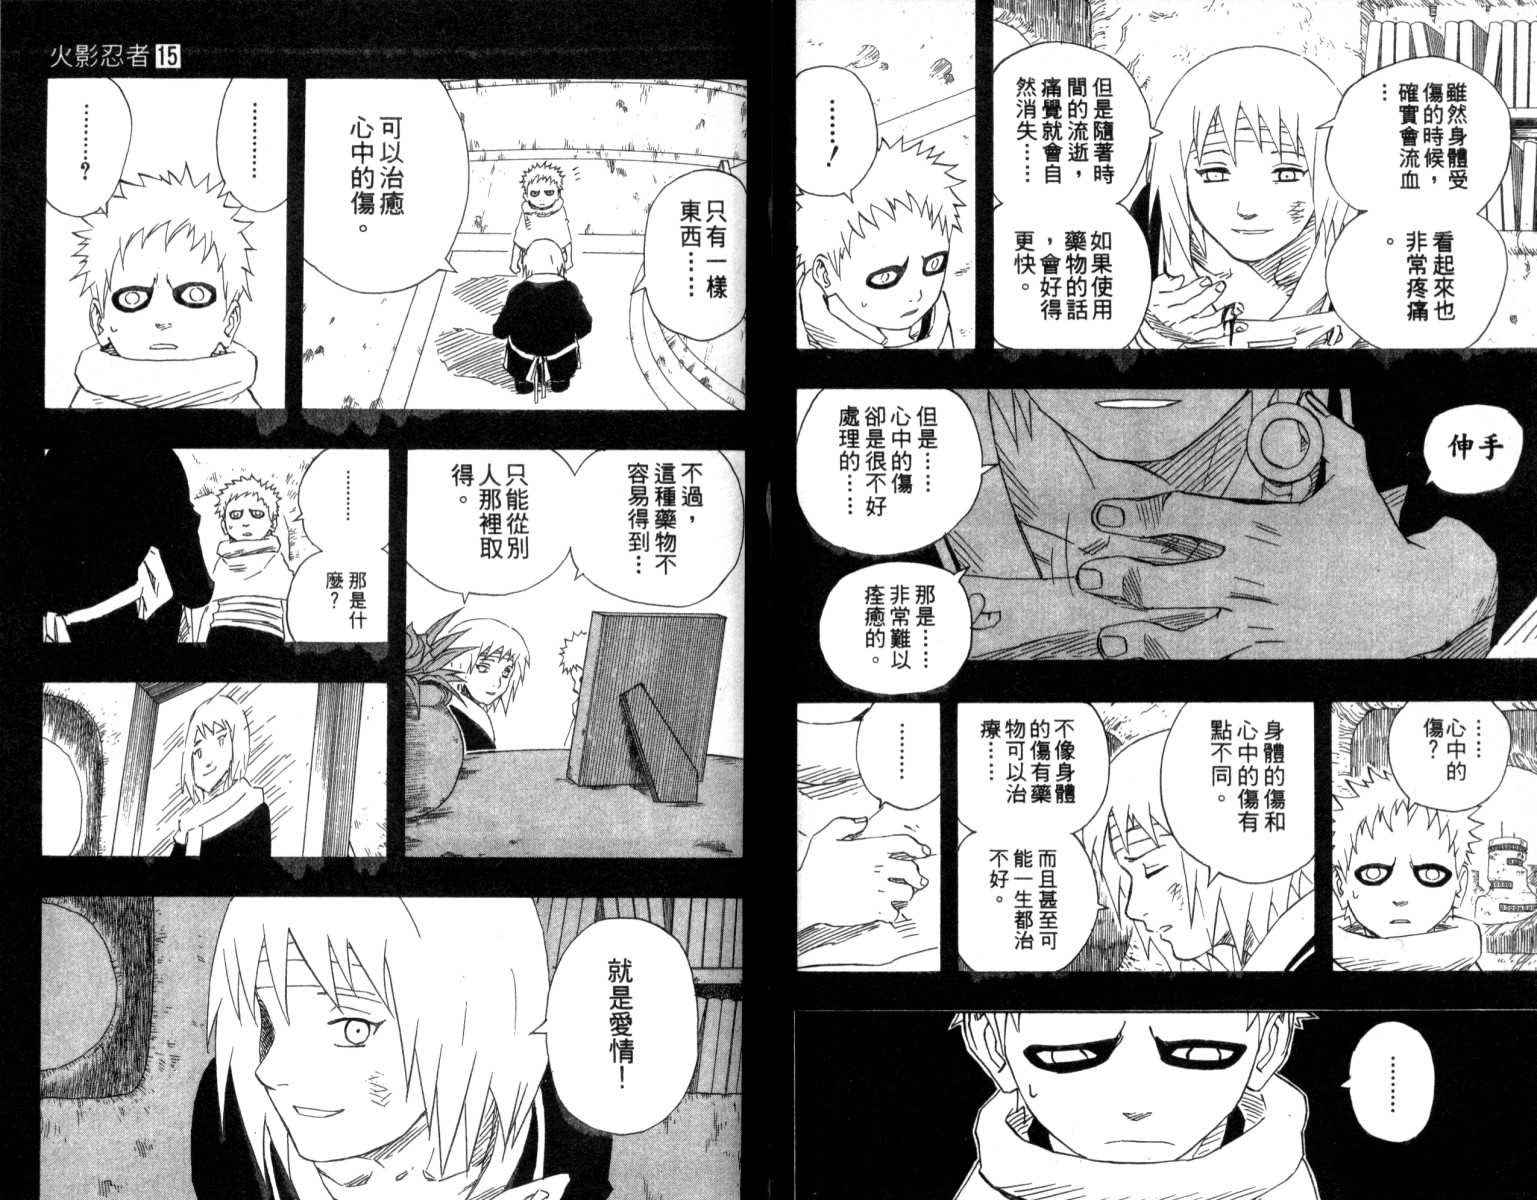 雖然身體受
傷的時候，
確實會流血
…
看起來也
非常疼痛
。
但是隨著時
間的流逝，
痛覺就會自
然消失……
如果使用
藥物的話
，會好得
更快。
…！
伸手
但是……
心中的傷
卻是很不好
處理的……
那是……
非常難以
痊癒的。
……
心中的
傷？
身體的傷和
心中的傷有
點不同。
不像身體
的傷有藥
物可以治
療……
而且甚至可
能一生都治
不好。
………
………
火影忍者15
只有一樣
東西……
可以治癒
心中的傷。
………
………？
不過，
這種藥物不
容易得到…
只能從別
人那裡取
得。
………
那是什
麼？
就是愛情！